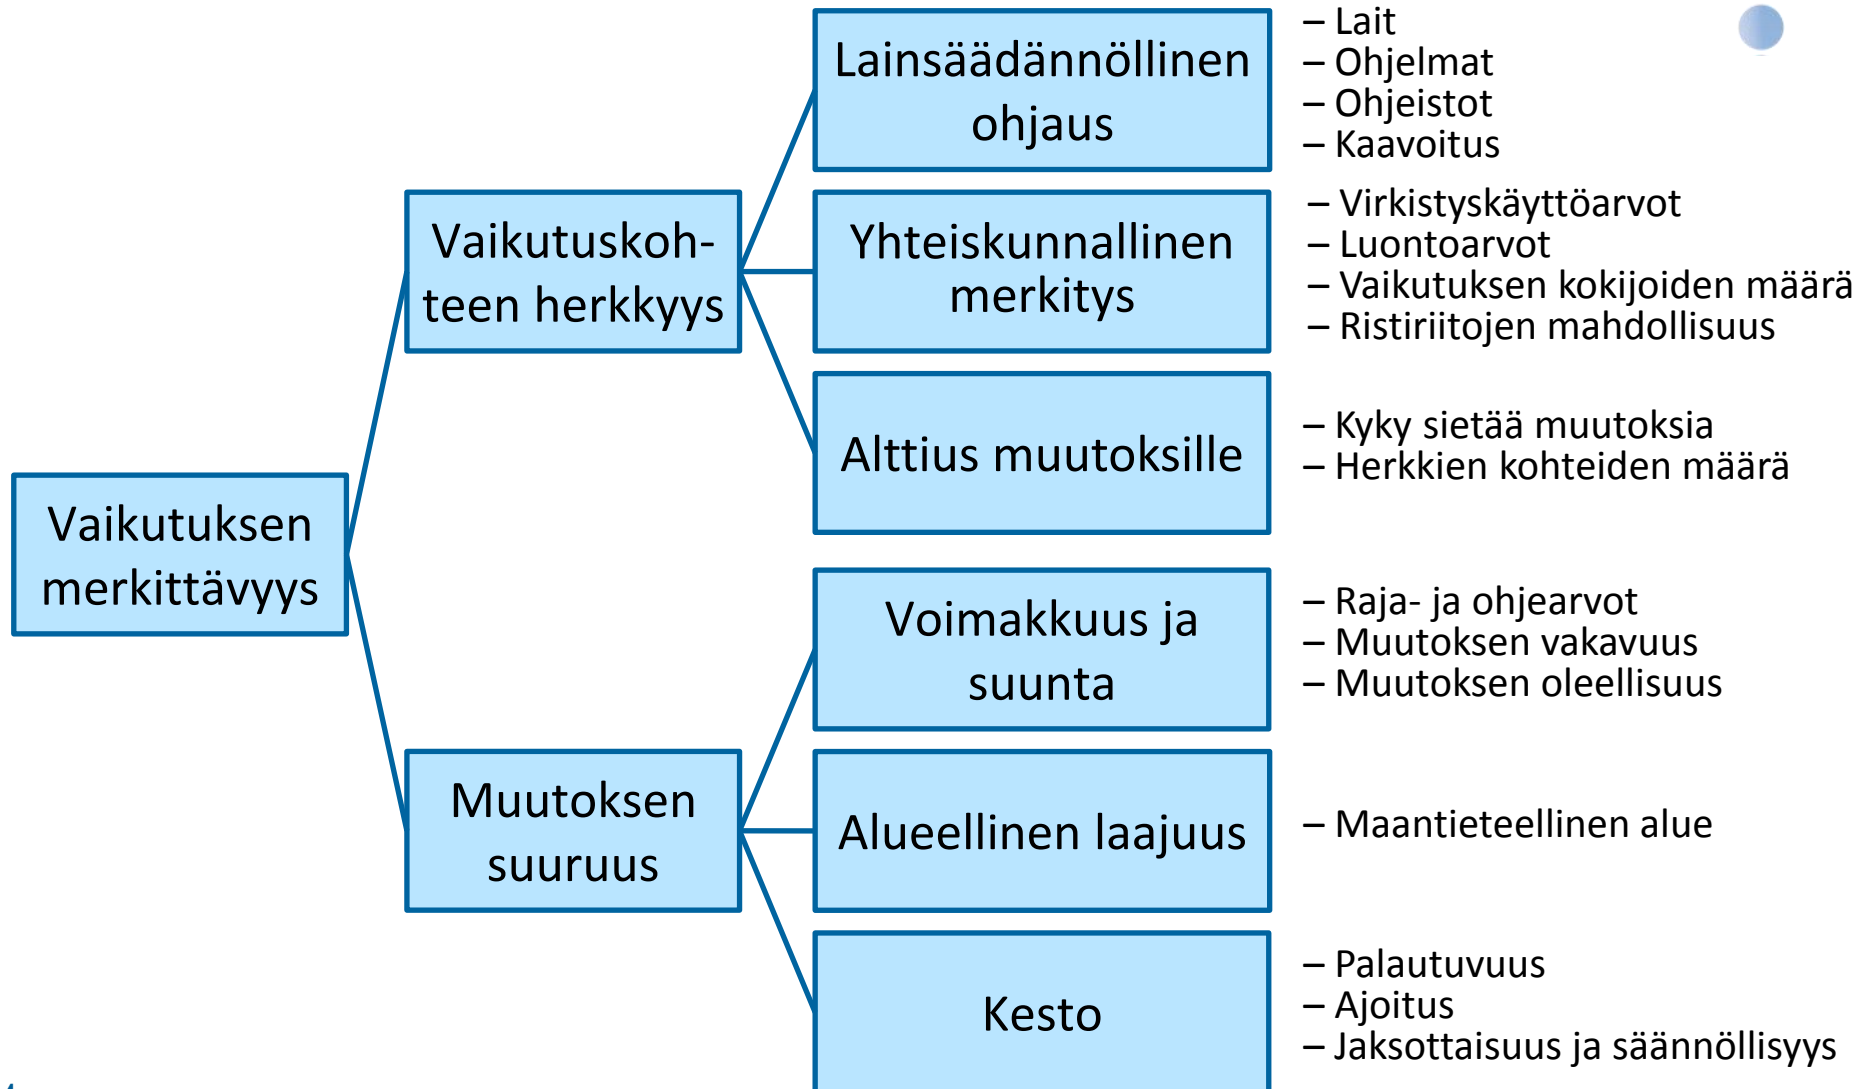 Vaikutuksen
merkittävyys
Vaikutuskoh-
teen herkkyys
Lainsäädännöllinen
ohjaus
– Lait
– Ohjelmat
– Ohjeistot
– Kaavoitus
Yhteiskunnallinen
merkitys
– Virkistyskäyttöarvot
– Luontoarvot
– Vaikutuksen kokijoiden määrä
– Ristiriitojen mahdollisuus
Alttius muutoksille
– Kyky sietää muutoksia
– Herkkien kohteiden määrä
Muutoksen
suuruus
Voimakkuus ja
suunta
– Raja- ja ohjearvot
– Muutoksen vakavuus
– Muutoksen oleellisuus
Alueellinen laajuus
– Maantieteellinen alue
Kesto
– Palautuvuus
– Ajoitus
– Jaksottaisuus ja säännöllisyys